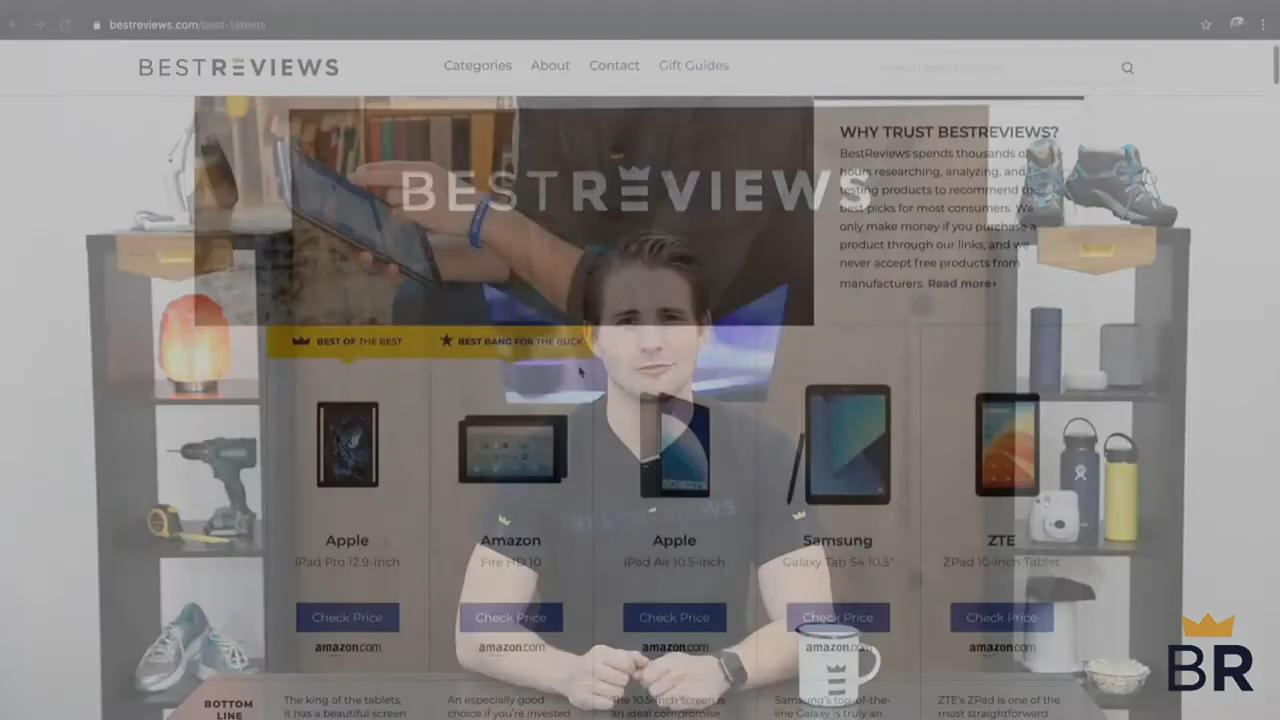 bestreviews.com/best-tablets
BESTREVIEWS
Categories
About
Contact
Gift Guides
BESTREVIEWS
WHY TRUST BESTREVIEWS?
BestReviews spends thousands of
hours researching, analyzing, and
testing products to recommend the
best picks for most consumers. We
only make money if you purchase a
product through our links, and we
never accept free products from
manufacturers. Read more›
BEST OF THE BEST
BEST BANG FOR THE BUCK
Apple
iPad Pro 12.9-Inch
Check Price
amazon.com
Amazon
Fire HD 10
Check Price
amazon.com
Apple
iPad Air 10.5-Inch
Check Price
amazon.com
Samsung
Galaxy Tab S4 10.5"
Check Price
amazon.com
ZTE
ZPad 10-Inch Tablet
Check Price
amazon.com
BESTREVIEWS
BOTTOM
LINE
The king of the tablets,
it has a beautiful screen
An especially good
choice if you're invested
The 10.5-inch screen is
an ideal compromise
Samsung's top-of-the-
line Galaxy is truly an
ZTE's ZPad is one of the
most straightforward
BR